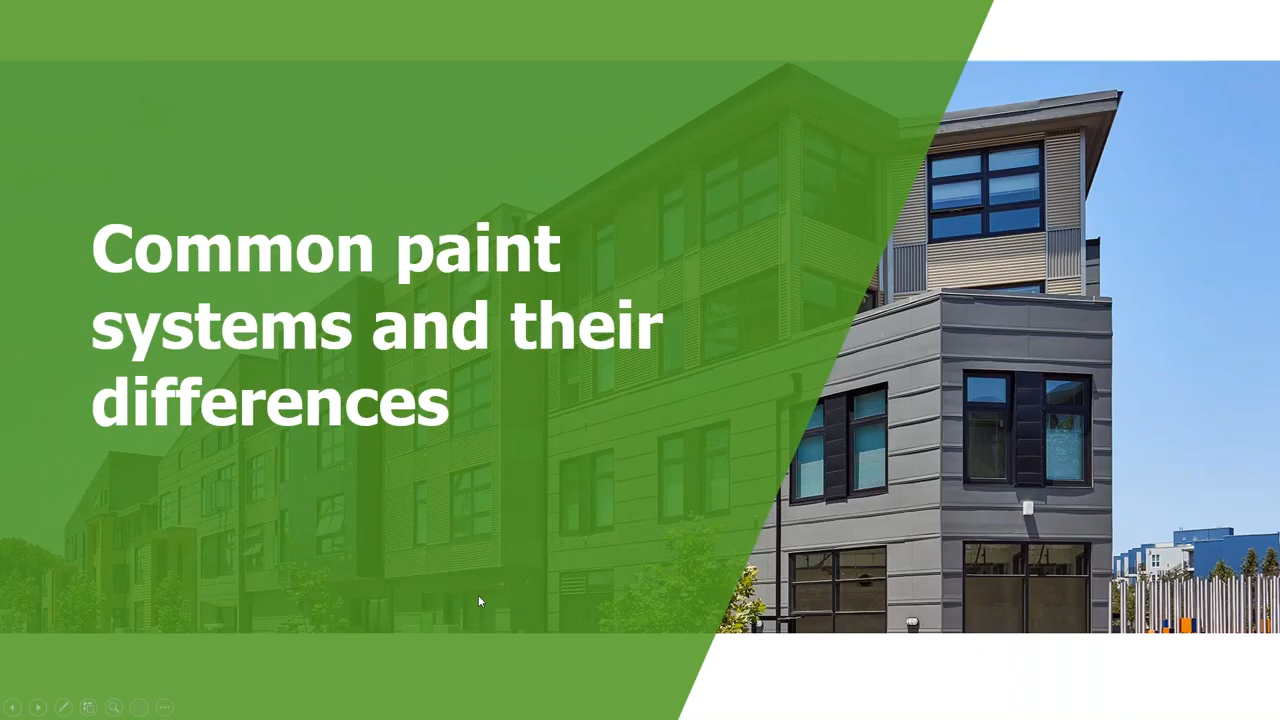 Common paint
systems and their
differences